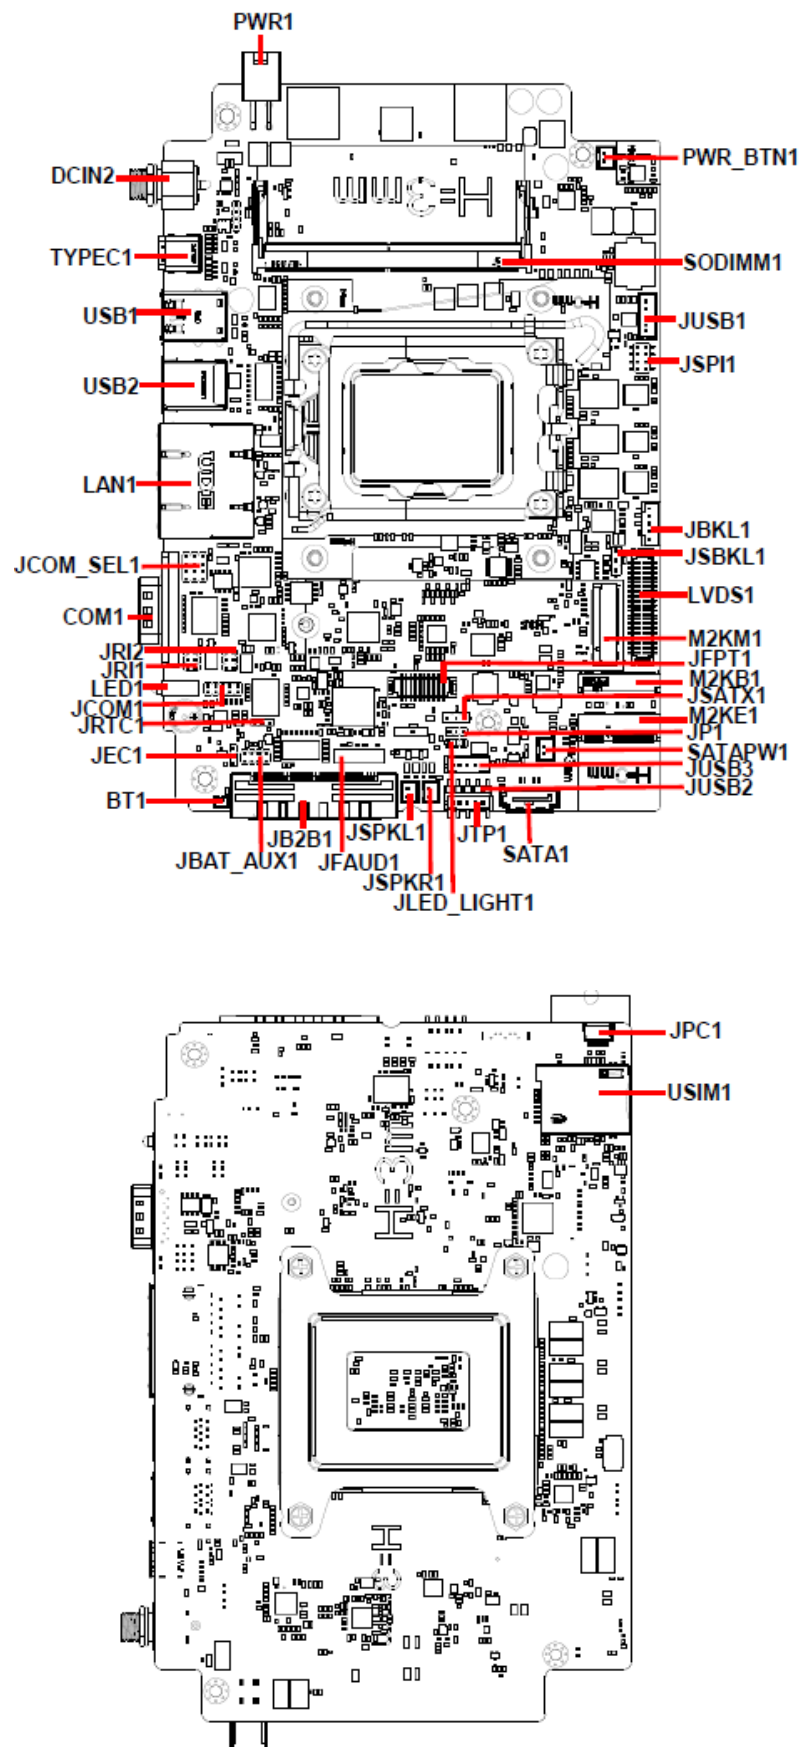 PWR1
PWR_BTN1
DCIN2
TYPEC1
SODIMM1
USB1
JUSB1
JSPI1
USB2
LAN1
JBKL1
JSBKL1
JCOM_SEL1
LVDS1
COM1
M2KM1
JRI2
JFPT1
JRI1
M2KB1
LED1
JSATX1
JCOM1
M2KE1
JRTC1
JP1
SATAPW1
JEC1
JUSB3
JUSB2
BT1
JB2B1
JSPKL1
JTP1
SATA1
JBAT_AUX1
JFAUD1
JSPKR1
JLED_LIGHT1
JPC1
USIM1